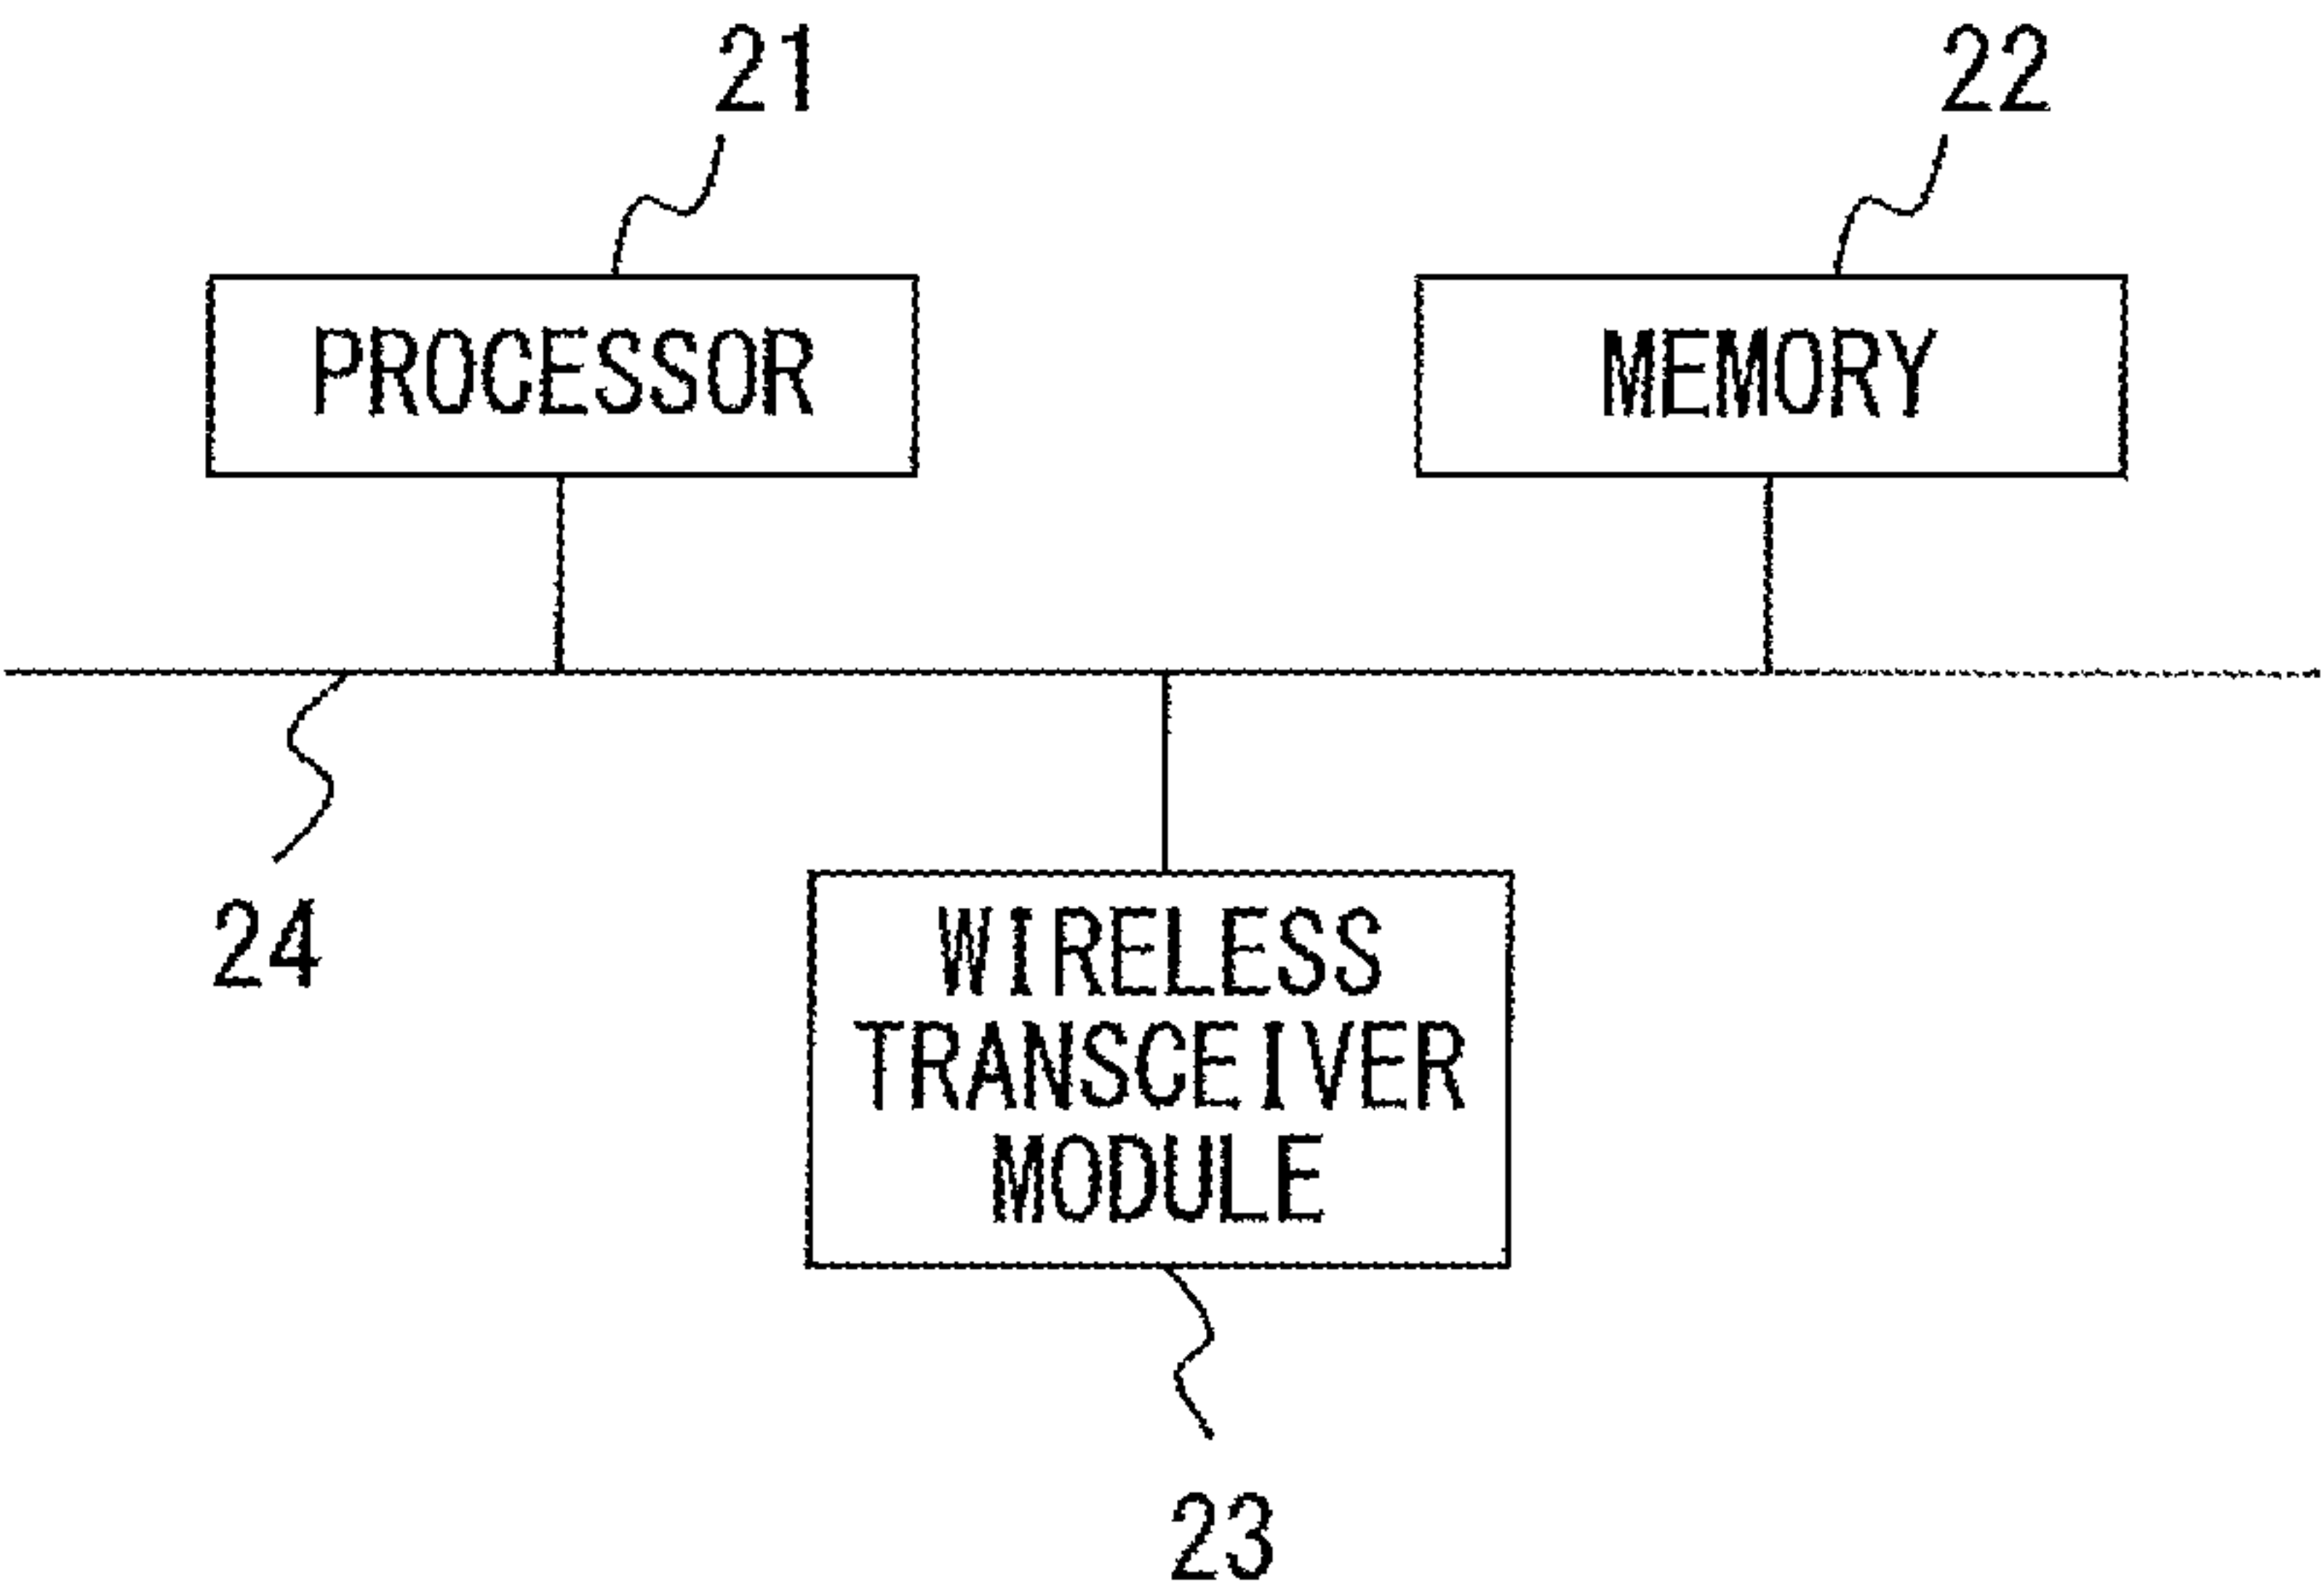 21
22
PROCESSOR
MEMORY
24
WIRELESS
TRANSCEIVER
MODULE
23